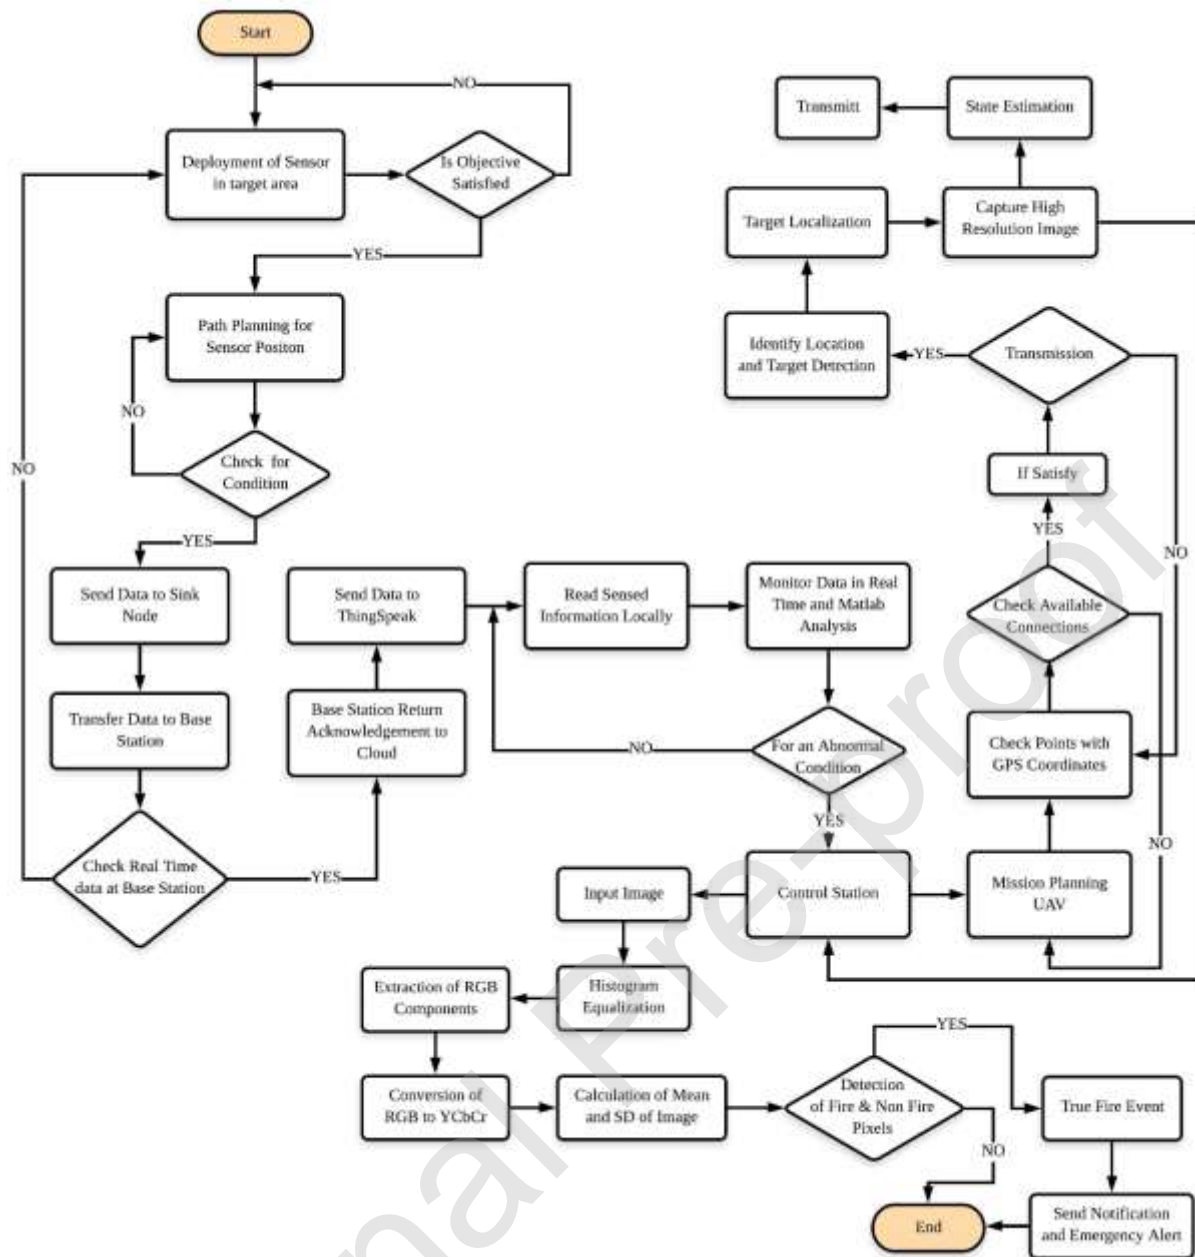 Start
NO
Deployment of Sensor
in target area
Is Objective
Satisfied
YES
Path Planning for
Sensor Positon
NO
Check for
Condition
NO
YES
Send Data to Sink
Node
Transfer Data to Base
Station
Check Real Time
data at Base Station
YES
Base Station Return
Acknowledgement to
Cloud
Send Data to
ThingSpeak
Read Sensed
Information Locally
Monitor Data in Real
Time and Matlab
Analysis
For an Abnormal
Condition
NO
YES
Control Station
Mission Planning
UAV
Check Points with
GPS Coordinates
Check Available
Connections
NO
YES
If Satisfy
Transmission
NO
YES
Identify Location
and Target Detection
Target Localization
Capture High
Resolution Image
State Estimation
Transmitt
Input Image
Histogram
Equalization
Extraction of RGB
Components
Conversion of
RGB to YCbCr
Calculation of Mean
and SD of Image
Detection
of Fire & Non Fire
Pixels
YES
NO
True Fire Event
Send Notification
and Emergency Alert
End
nal Pre-proof